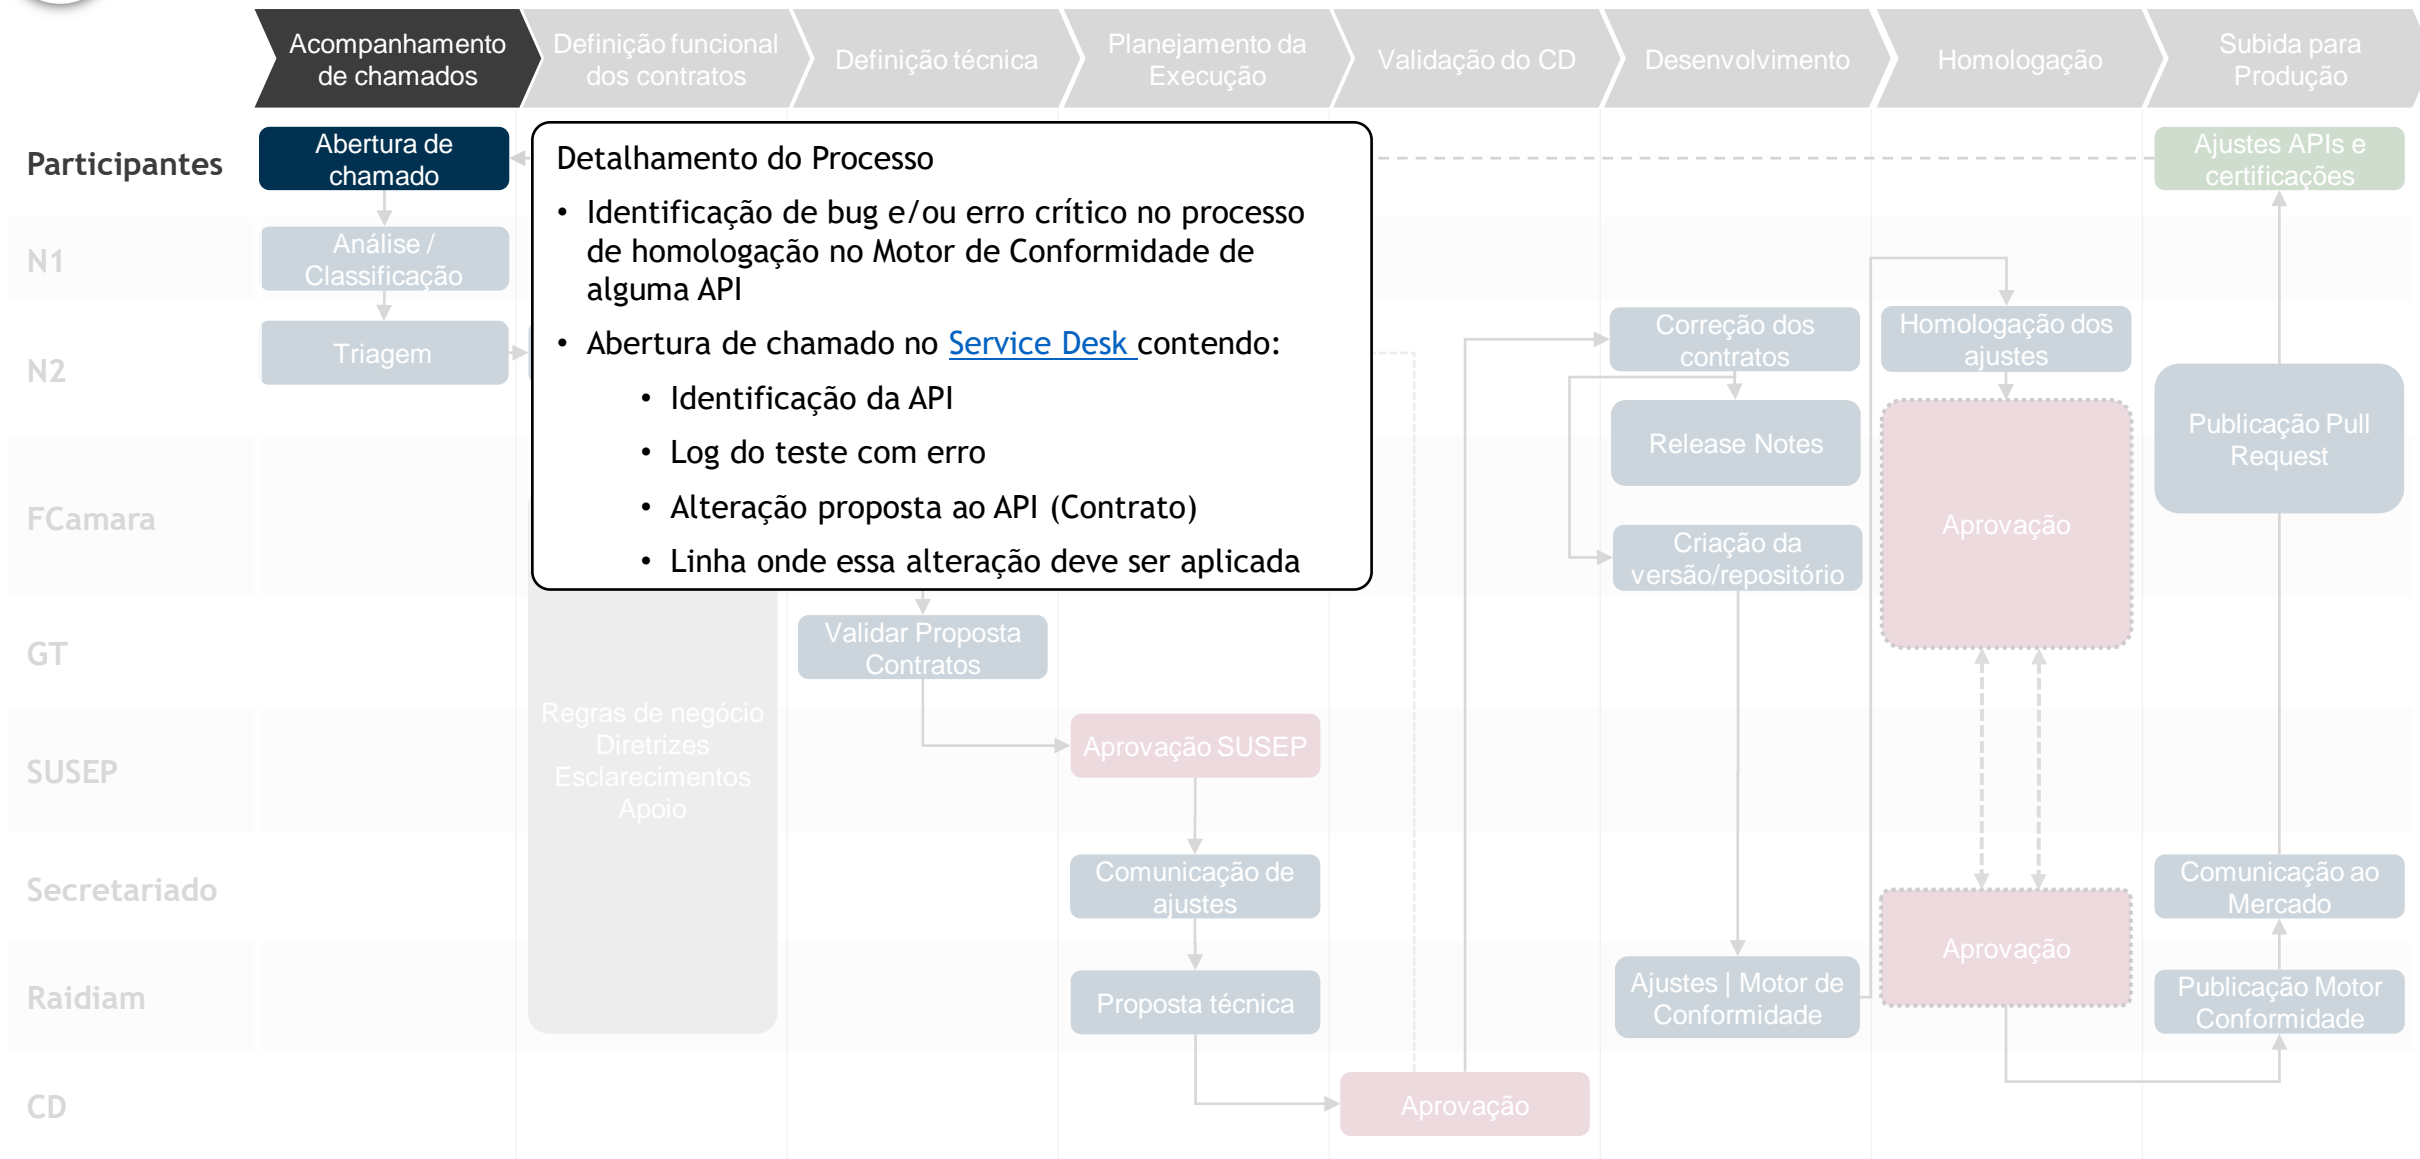 Acompanhamento
de chamados
Definição funcional
dos contratos
Definição técnica
Planejamento da
Execução
Validação do CD
Desenvolvimento
Homologação
Subida para
Produção
Participantes
Abertura de
chamado
Ajustes APIs e
certificações
Detalhamento do Processo
• Identificação de bug e/ou erro crítico no processo
de homologação no Motor de Conformidade de
alguma API
• Abertura de chamado no Service Desk contendo:
• Identificação da API
• Log do teste com erro
• Alteração proposta ao API (Contrato)
• Linha onde essa alteração deve ser aplicada
N1
Análise /
Classificação
N2
Triagem
Correção dos
contratos
Homologação dos
ajustes
Release Notes
Publicação Pull
Request
FCamara
Criação da
versão/repositório
Aprovação
GT
Validar Proposta
Contratos
SUSEP
Regras de negócio
Diretrizes
Esclarecimentos
Apoio
Aprovação SUSEP
Secretariado
Comunicação de
ajustes
Comunicação ao
Mercado
Raidiam
Proposta técnica
Ajustes | Motor de
Conformidade
Aprovação
Publicação Motor
Conformidade
CD
Aprovação